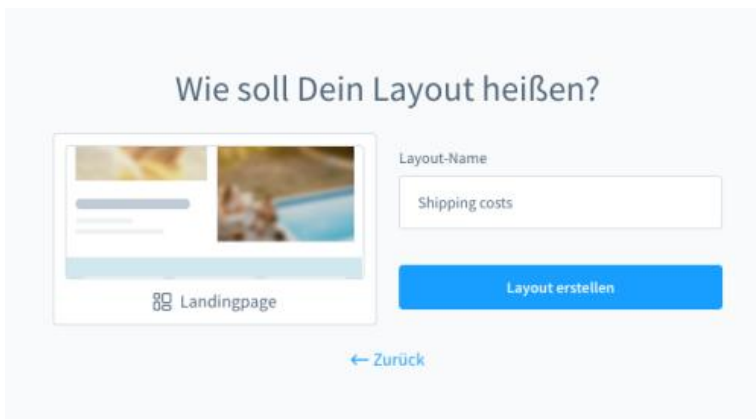 Wie soll Dein Layout heißen?
Layout-Name
Shipping costs
Landingpage
Layout erstellen
← Zurück